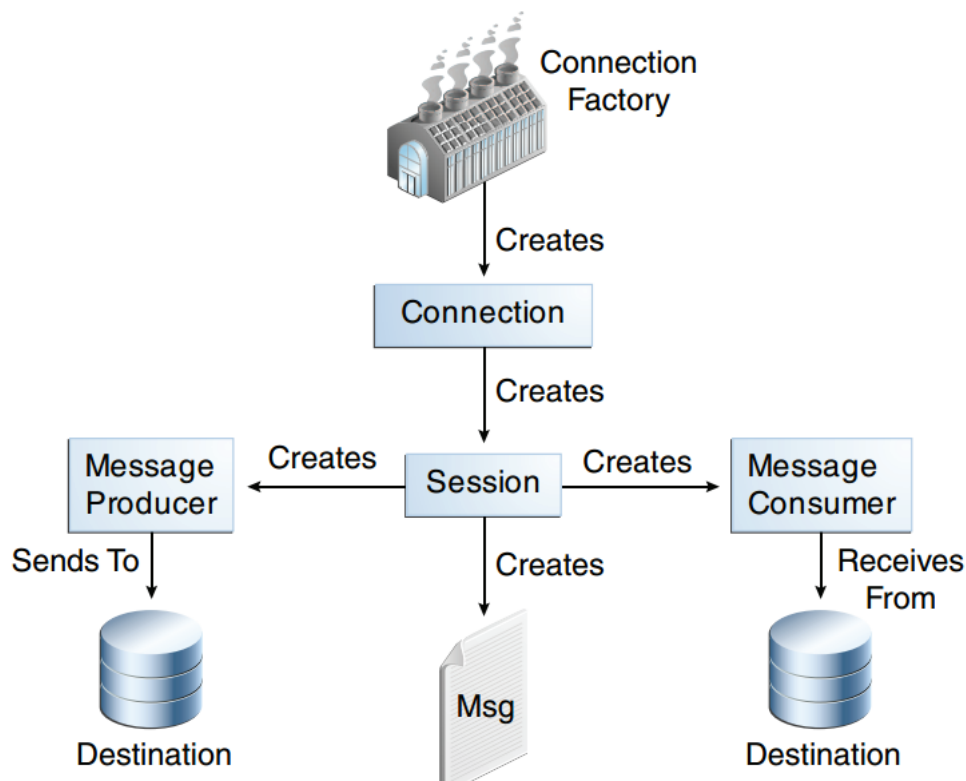 Connection
Factory
Creates
Connection
Creates
Message
Producer
Creates
Session
Creates
Message
Consumer
Sends To
Creates
Receives
From
Msg
Destination
Destination